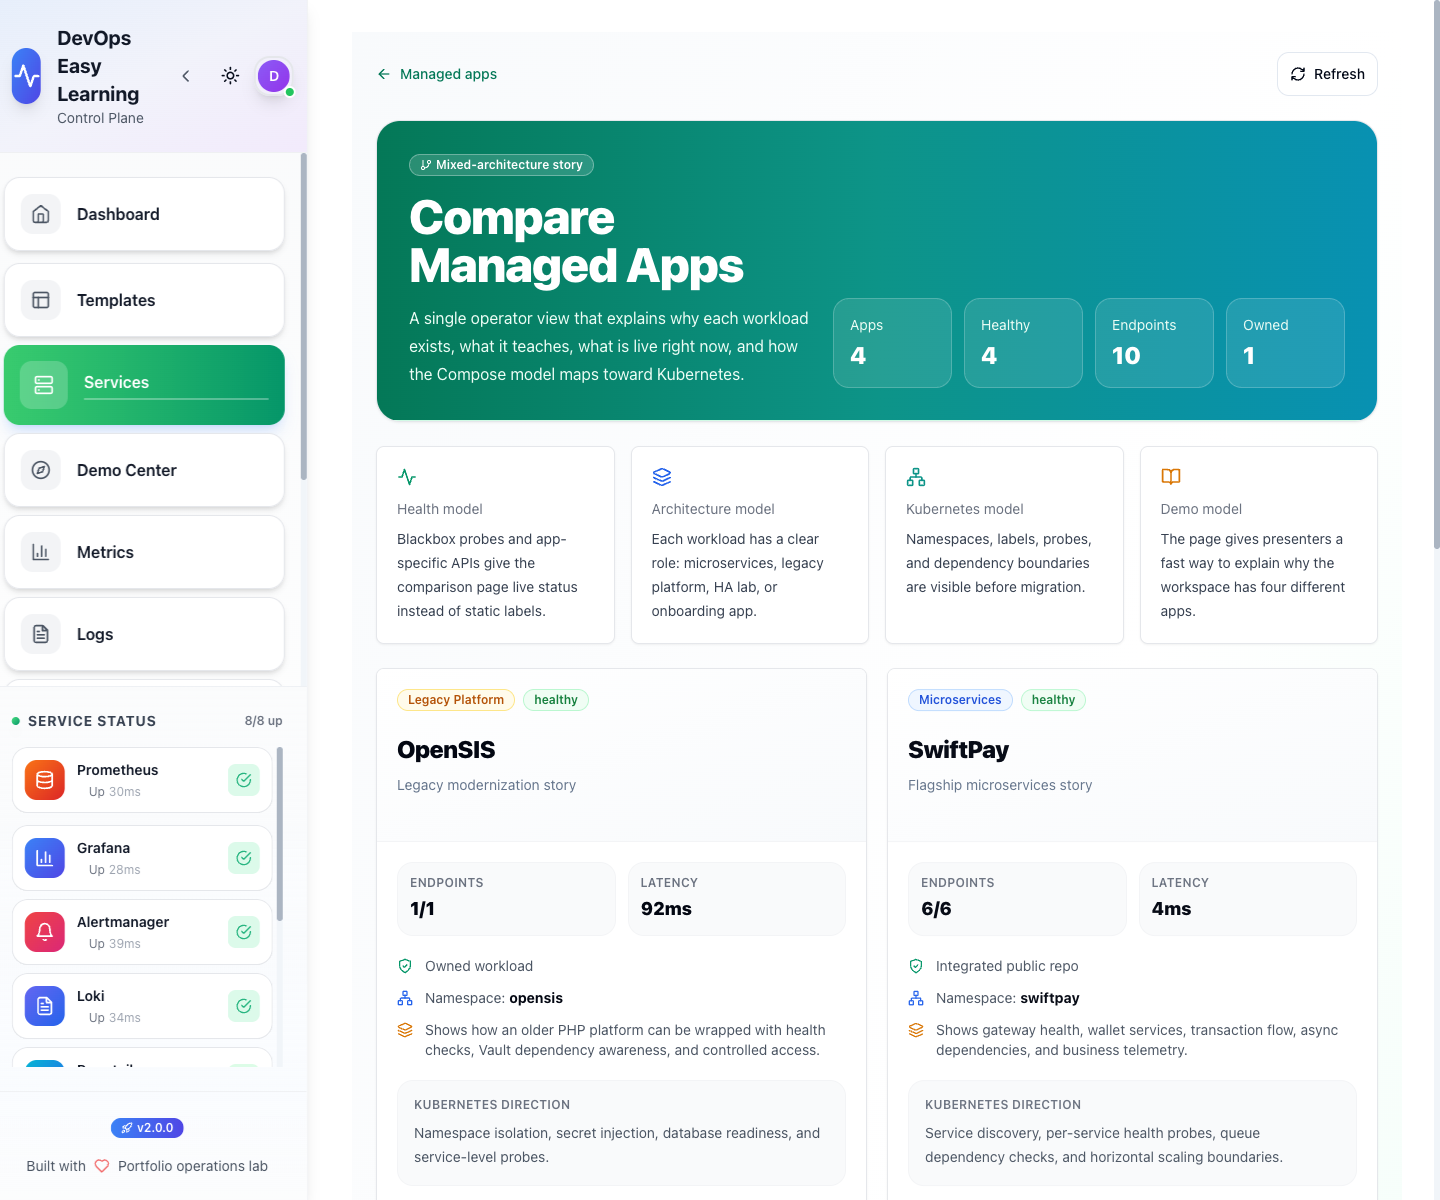 DevOps
Easy
Learning
Control Plane
D
Dashboard
Templates
Services
Demo Center
Metrics
Logs
SERVICE STATUS
8/8 up
Prometheus
Up 30ms
Grafana
Up 28ms
Alertmanager
Up 39ms
Loki
Up 34ms
v2.0.0
Built with
Portfolio operations lab
Managed apps
Refresh
Mixed-architecture story
Compare
Managed Apps
A single operator view that explains why each workload
exists, what it teaches, what is live right now, and how
the Compose model maps toward Kubernetes.
Apps
4
Healthy
4
Endpoints
10
Owned
1
Health model
Blackbox probes and app-
specific APIs give the
comparison page live status
instead of static labels.
Architecture model
Each workload has a clear
role: microservices, legacy
platform, HA lab, or
onboarding app.
Kubernetes model
Namespaces, labels, probes,
and dependency boundaries
are visible before migration.
Demo model
The page gives presenters a
fast way to explain why the
workspace has four different
apps.
Legacy Platform
healthy
OpenSIS
Legacy modernization story
ENDPOINTS
1/1
LATENCY
92ms
Owned workload
Namespace: opensis
Shows how an older PHP platform can be wrapped with health
checks, Vault dependency awareness, and controlled access.
KUBERNETES DIRECTION
Namespace isolation, secret injection, database readiness, and
service-level probes.
Microservices
healthy
SwiftPay
Flagship microservices story
ENDPOINTS
6/6
LATENCY
4ms
Integrated public repo
Namespace: swiftpay
Shows gateway health, wallet services, transaction flow, async
dependencies, and business telemetry.
KUBERNETES DIRECTION
Service discovery, per-service health probes, queue
dependency checks, and horizontal scaling boundaries.